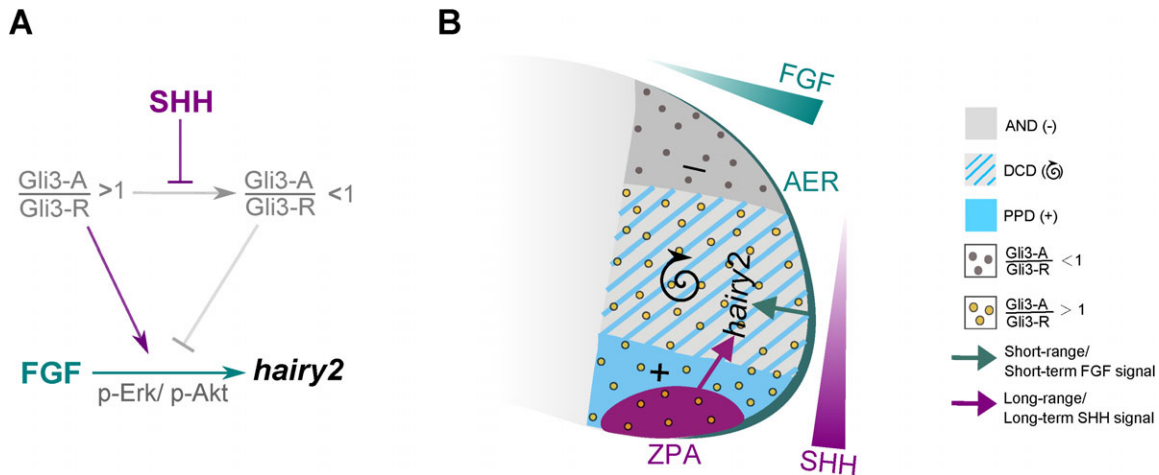 A
SHH
Gli3-A
Gli3-R
>1
Gli3-A
Gli3-R
<1
FGF
p-Erk/ p-Akt
hairy2
B
FGF
AER
−
hairy2
+
ZPA
SHH
AND (-)
DCD
PPD (+)
Gli3-A
Gli3-R
<1
Gli3-A
Gli3-R
>1
Short-range/
Short-term FGF signal
Long-range/
Long-term SHH signal